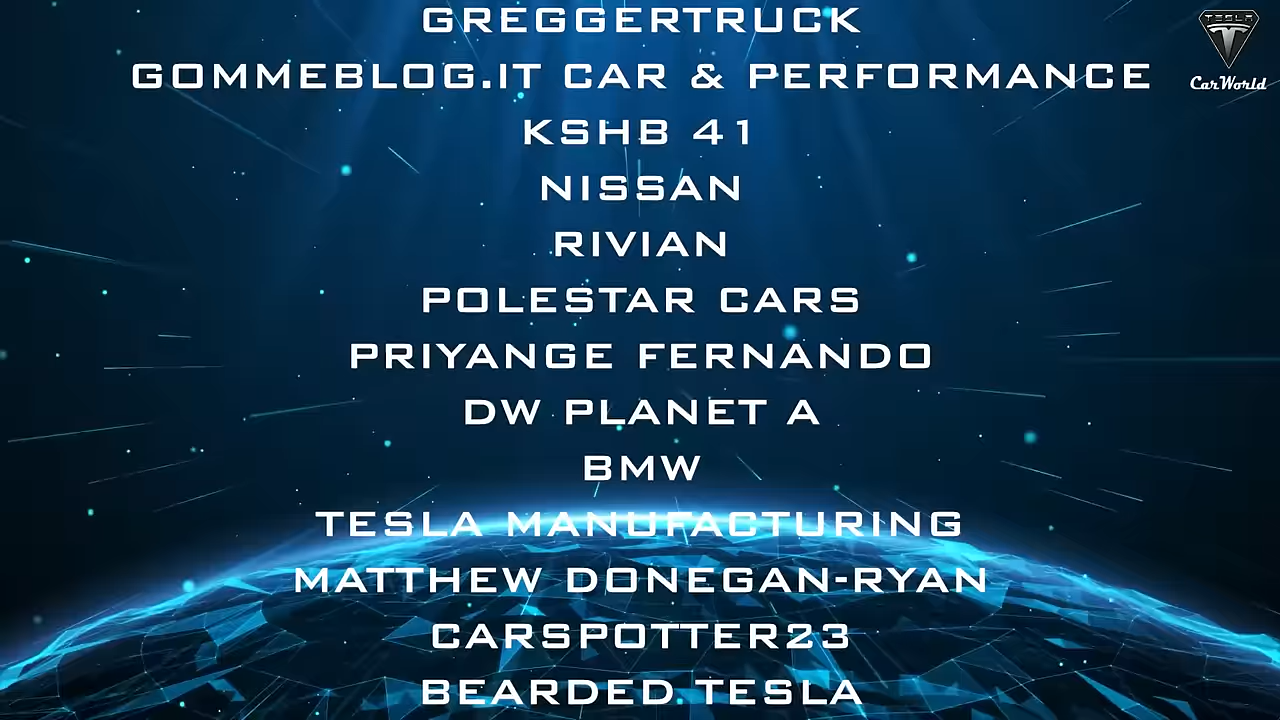 GREGGERTRUCK
TESLA
CarWorld
GOMMEBLOG.IT CAR & PERFORMANCE
KSHB 41
NISSAN
RIVIAN
POLESTAR CARS
PRIYANGE FERNANDO
DW PLANET A
BMW
TESLA MANUFACTURING
MATTHEW DONEGAN-RYAN
CARSPOTTER23
BEARDED TESLA